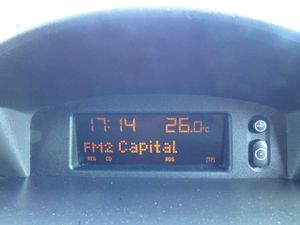 17:14 26.0°C
FM2 Capital
REG CD RDS [TP]